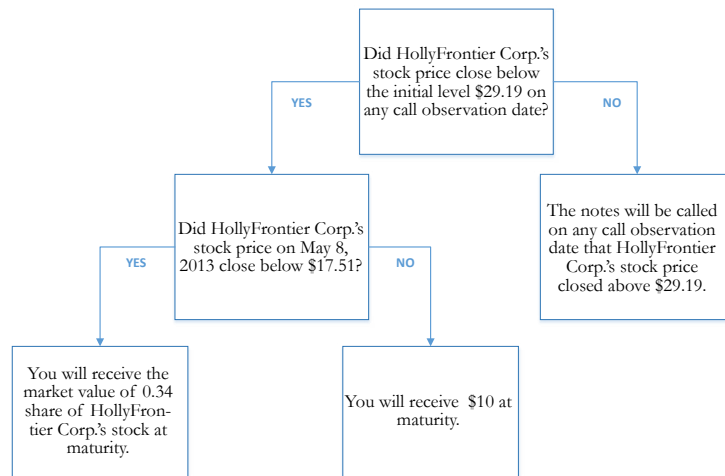 Did HollyFrontier Corp.'s
stock price close below
the initial level $29.19 on
any call observation date?
YES
NO
Did HollyFrontier Corp.'s
stock price on May 8,
2013 close below $17.51?
The notes will be called
on any call observation
date that HollyFrontier
Corp.'s stock price
closed above $29.19.
YES
NO
You will receive the
market value of 0.34
share of HollyFron-
tier Corp.'s stock at
maturity.
You will receive $10 at
maturity.